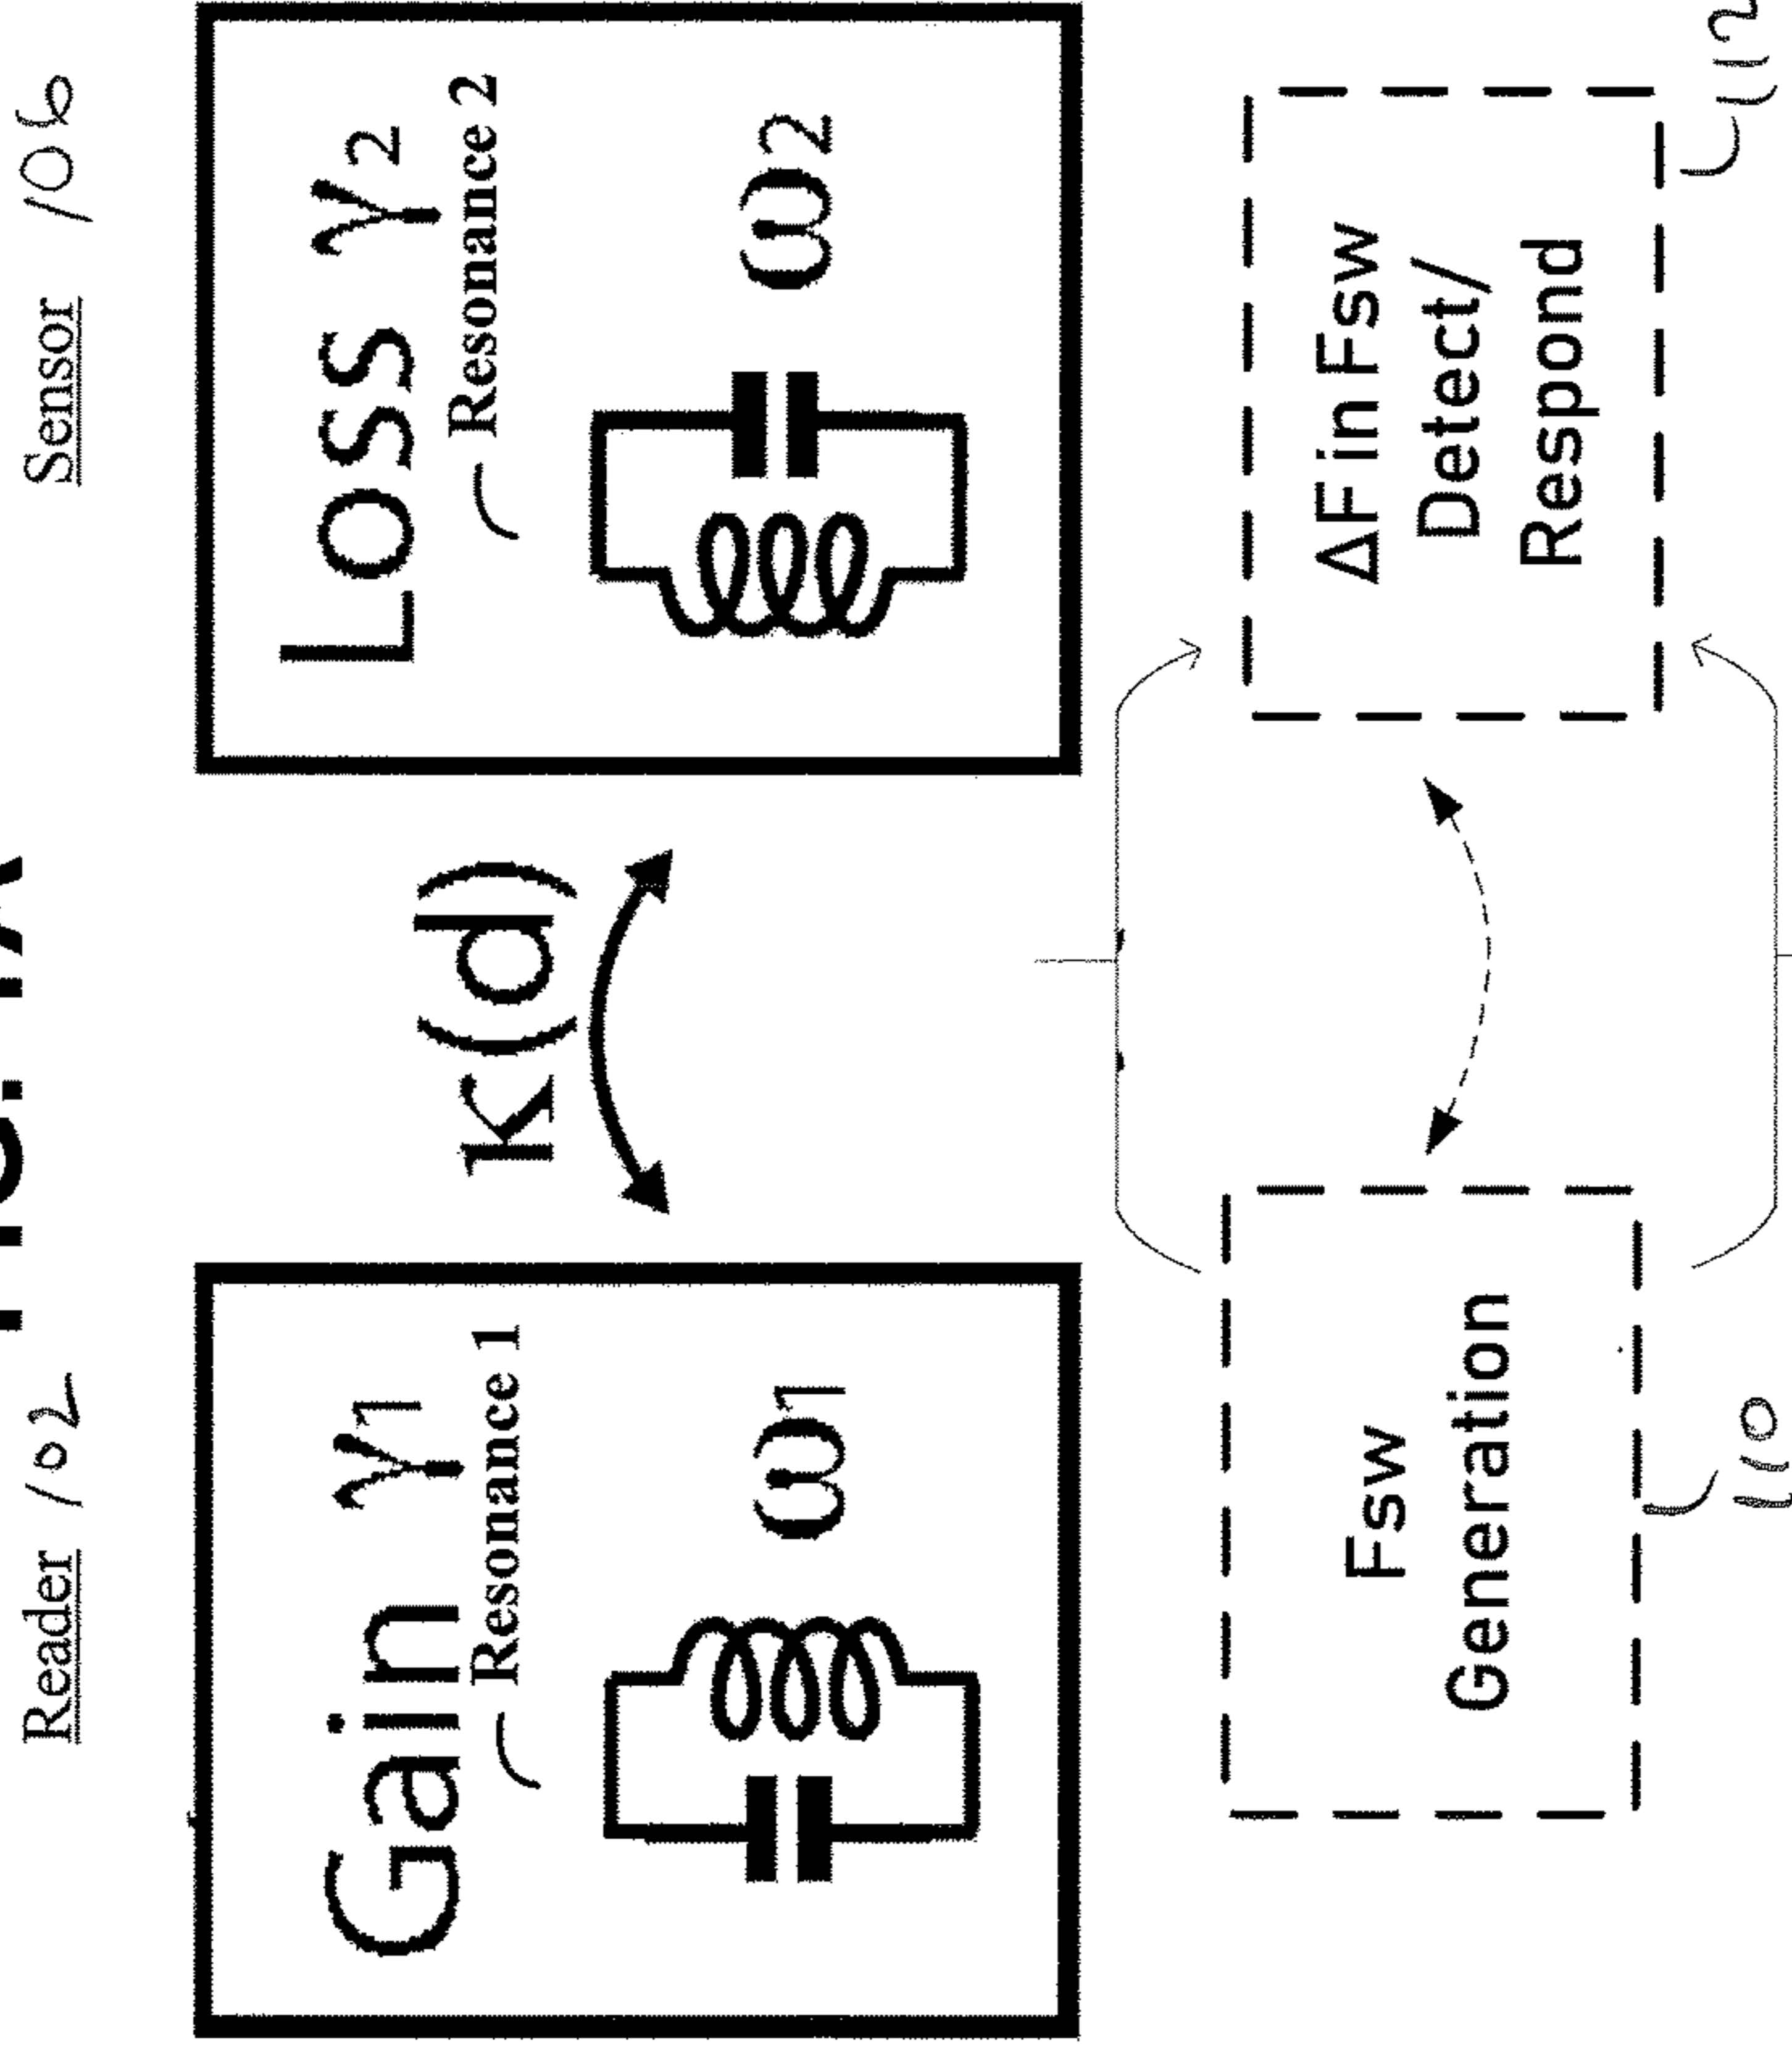 Reader 102
Sensor 106
Gain γ1
Resonance 1
ω1
κ(d)
Loss γ2
Resonance 2
ω2
Fsw
Generation
110
ΔF in Fsw
Detect/
Respond
112